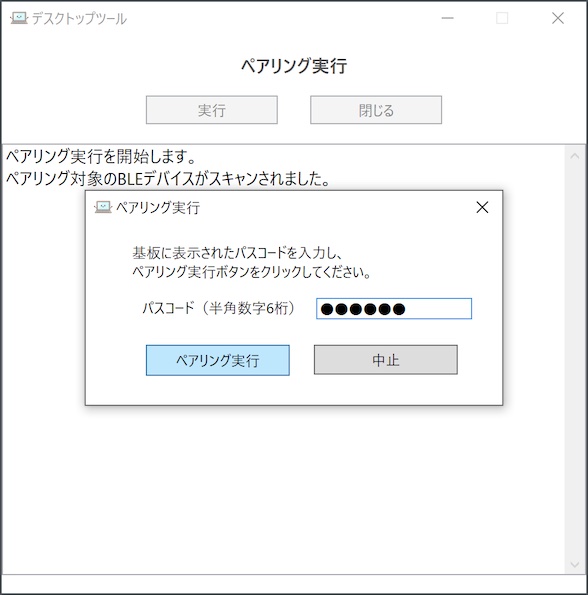 デスクトップツール
ペアリング実行
実行
閉じる
ペアリング実行を開始します。
ペアリング対象のBLEデバイスがスキャンされました。
ペアリング実行
基板に表示されたパスコードを入力し、
ペアリング実行ボタンをクリックしてください。
パスコード（半角数字6桁）
●●●●●●
ペアリング実行
中止